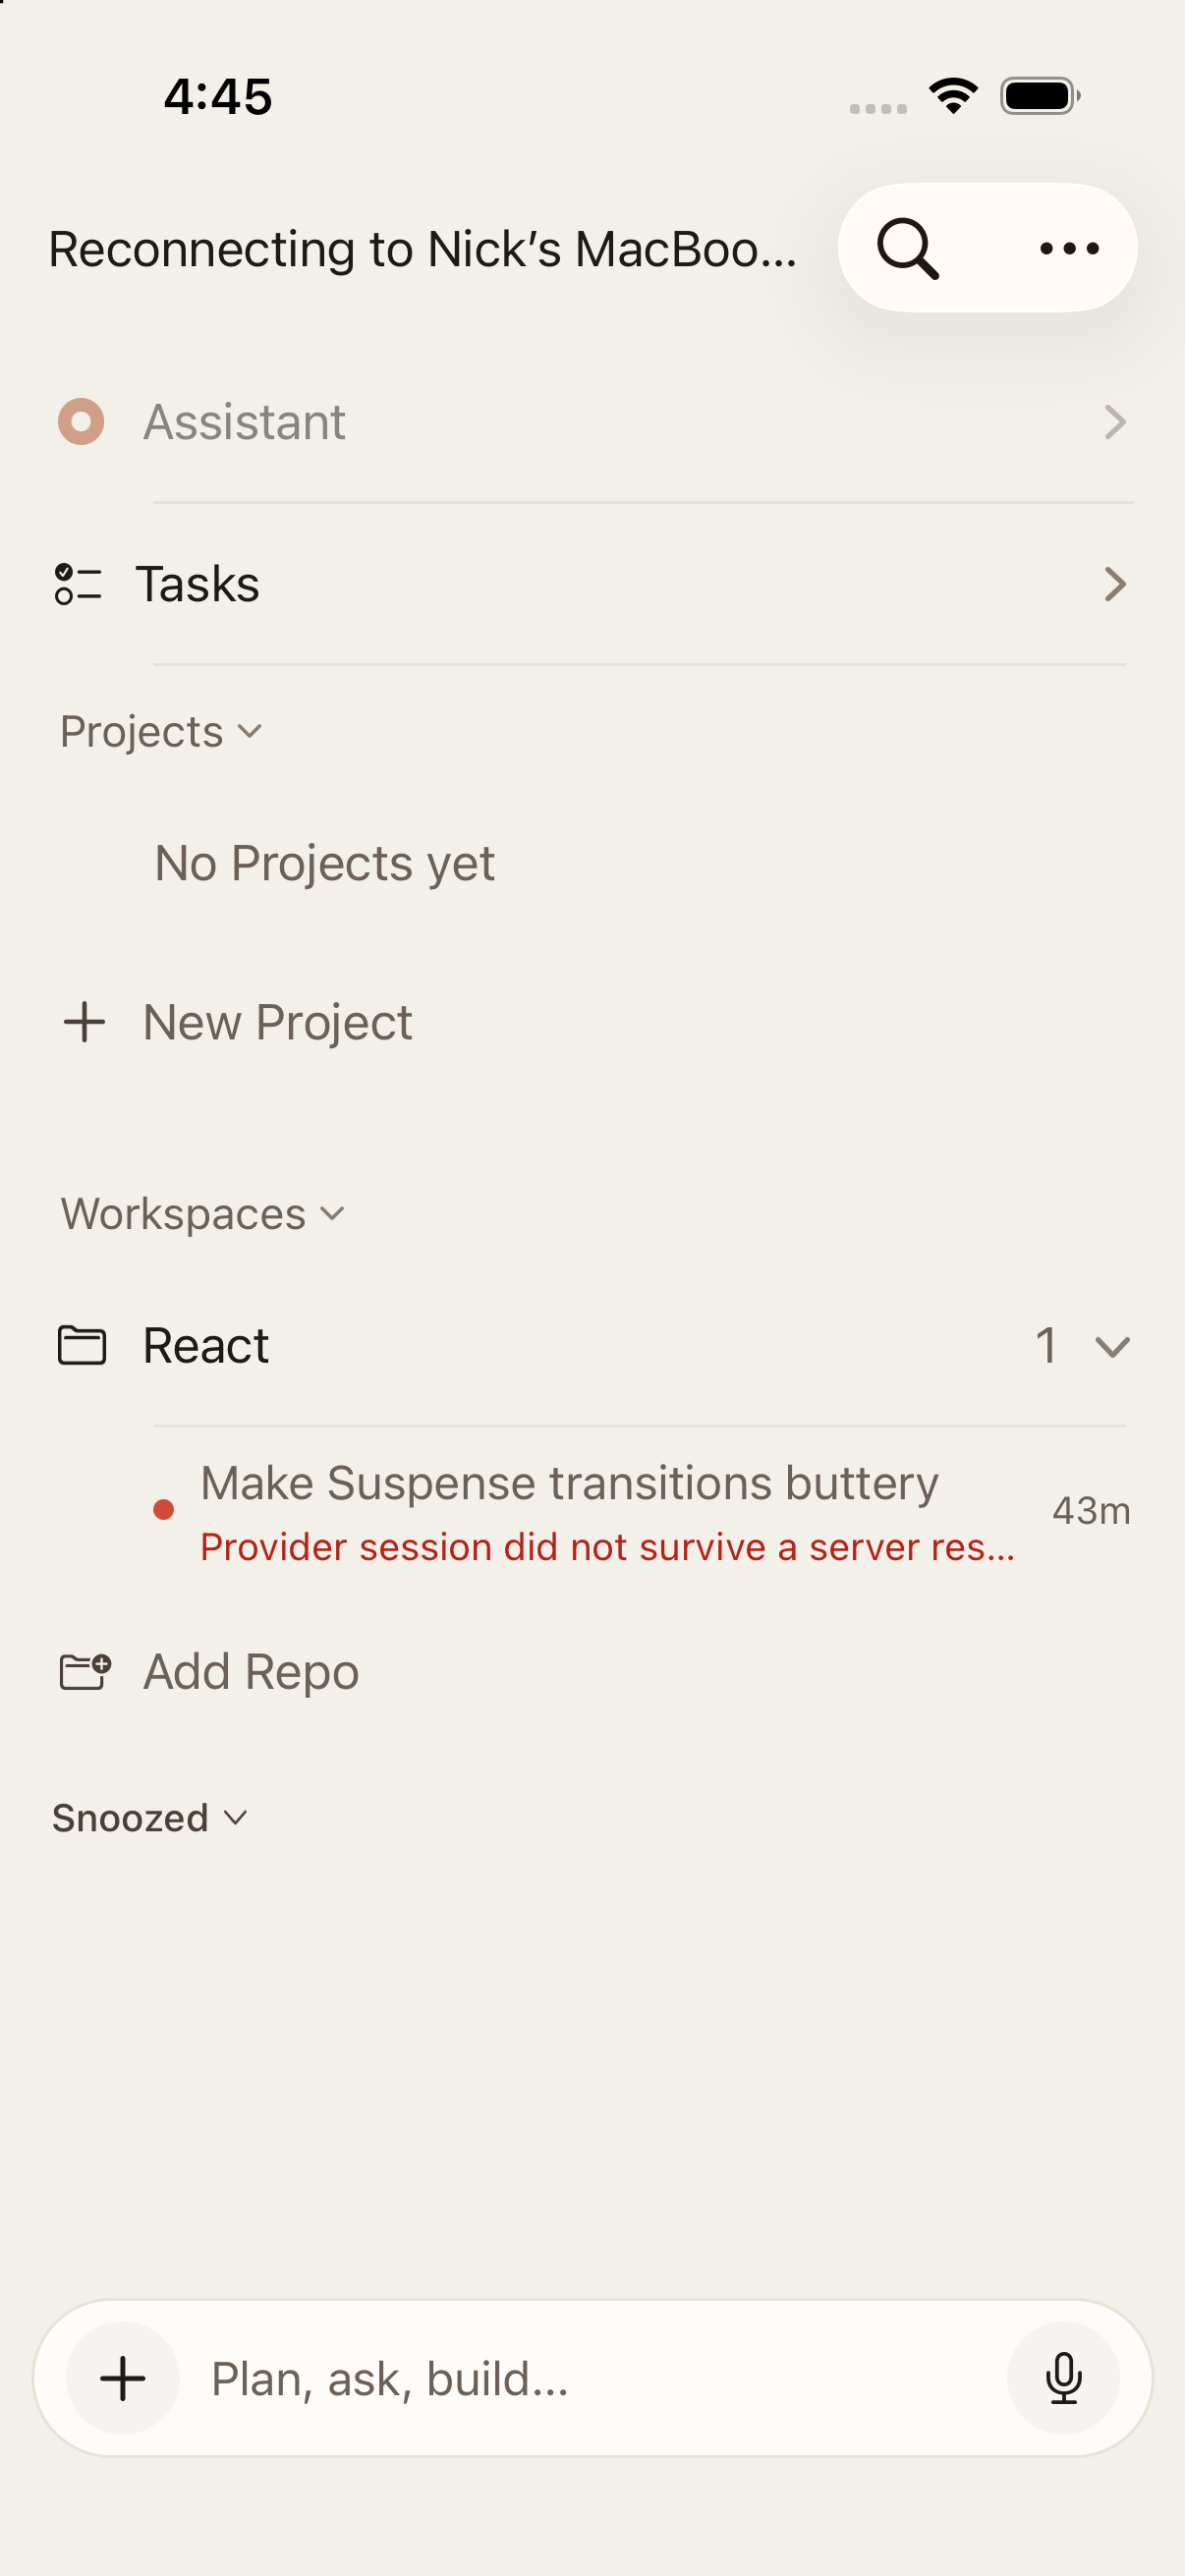 4:45
Reconnecting to Nick’s MacBoo...
Assistant
Tasks
Projects
No Projects yet
New Project
Workspaces
React 1
Make Suspense transitions buttery
43m
Provider session did not survive a server res...
Add Repo
Snoozed
Plan, ask, build...